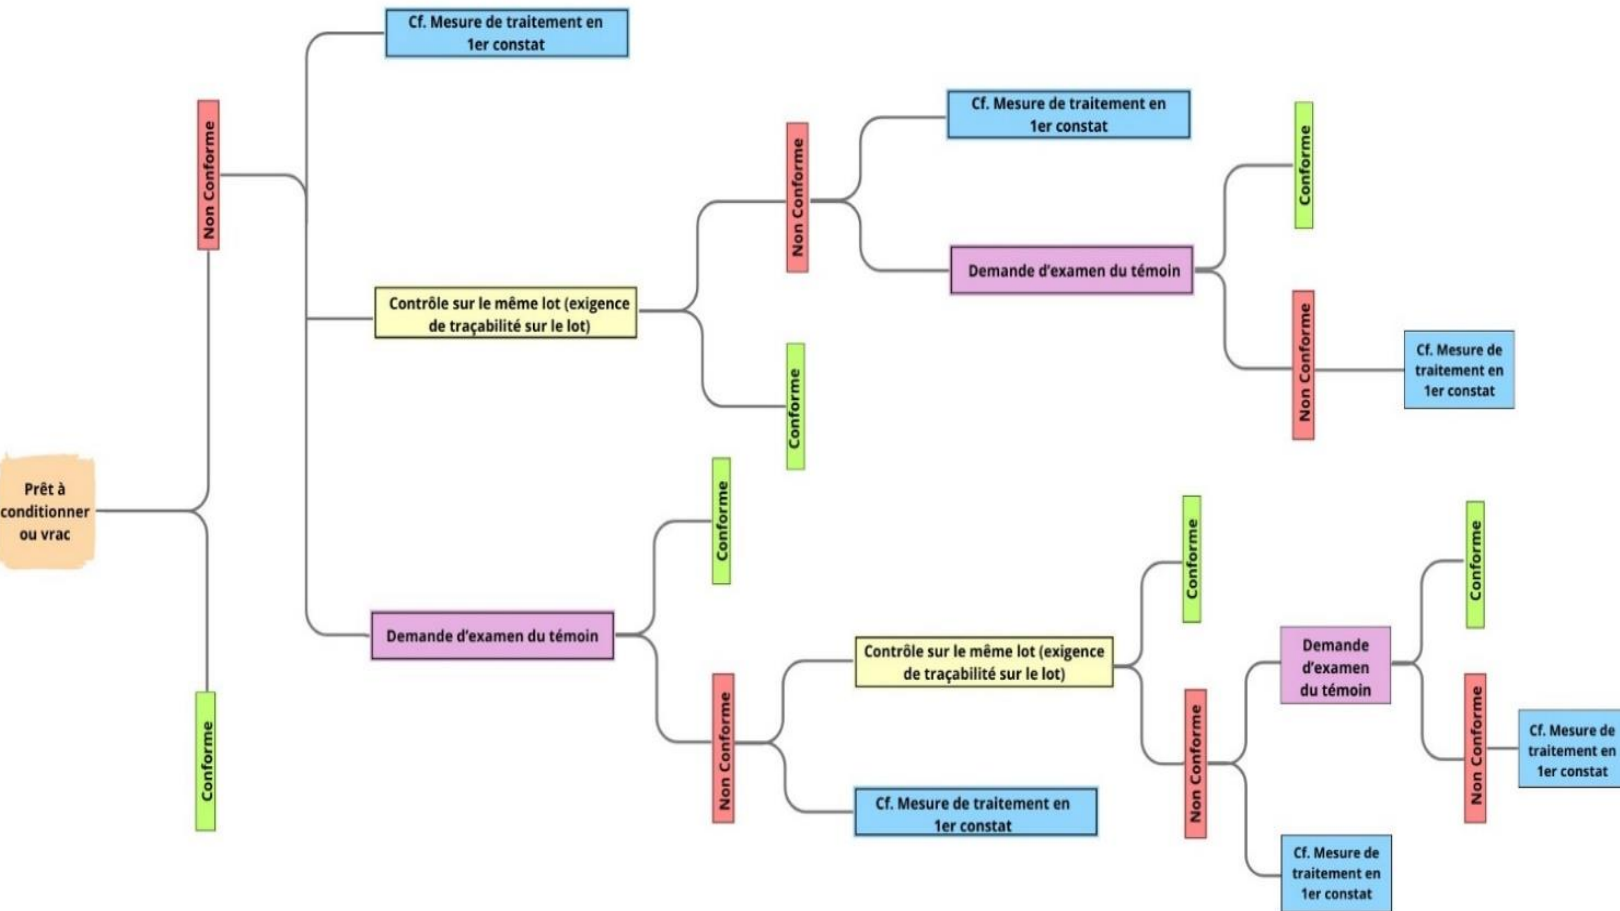 Prêt à
conditionner
ou vrac
Non Conforme
Conforme
Cf. Mesure de traitement en
1er constat
Contrôle sur le même lot (exigence
de traçabilité sur le lot)
Non Conforme
Cf. Mesure de traitement en
1er constat
Demande d'examen du témoin
Conforme
Non Conforme
Cf. Mesure de
traitement en
1er constat
Conforme
Demande d'examen du témoin
Conforme
Non Conforme
Contrôle sur le même lot (exigence
de traçabilité sur le lot)
Conforme
Non Conforme
Demande
d'examen
du témoin
Conforme
Non Conforme
Cf. Mesure de
traitement en
1er constat
Cf. Mesure de
traitement en
1er constat
Cf. Mesure de traitement en
1er constat